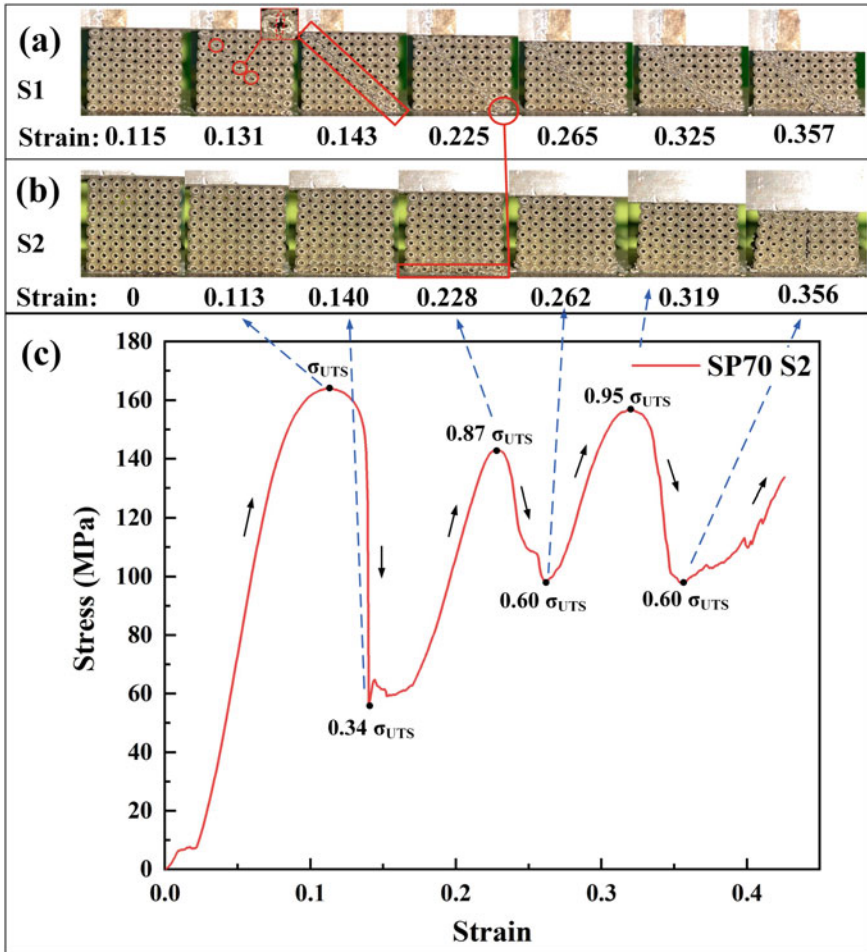 (a)
S1
Strain: 0.115 0.131 0.143 0.225 0.265 0.325 0.357
(b)
S2
Strain: 0 0.113 0.140 0.228 0.262 0.319 0.356
(c)
180
160
140
120
100
80
60
40
20
0
Stress (MPa)
SP70 S2
σUTS
0.87 σUTS
0.95 σUTS
0.60 σUTS
0.60 σUTS
0.34 σUTS
0.0 0.1 0.2 0.3 0.4
Strain